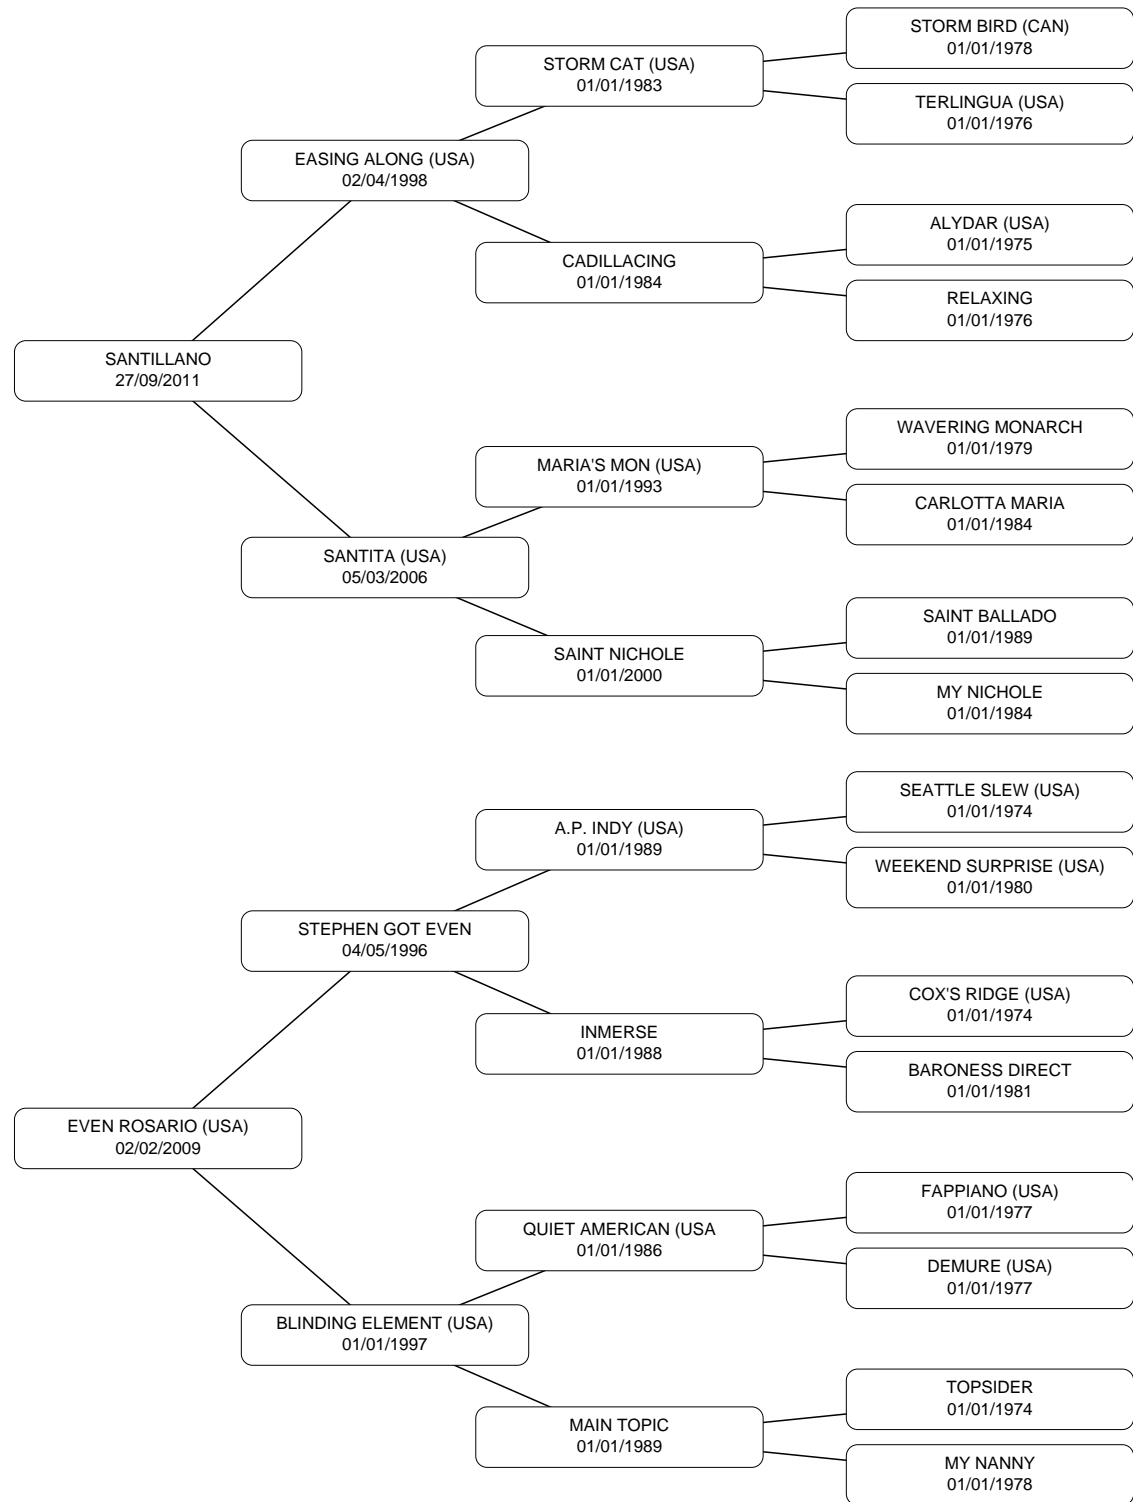 STORM BIRD (CAN)
01/01/1978
STORM CAT (USA)
01/01/1983
TERLINGUA (USA)
01/01/1976
EASING ALONG (USA)
02/04/1998
ALYDAR (USA)
01/01/1975
CADILLACING
01/01/1984
RELAXING
01/01/1976
SANTILLANO
27/09/2011
WAVERING MONARCH
01/01/1979
MARIA'S MON (USA)
01/01/1993
CARLOTTA MARIA
01/01/1984
SANTITA (USA)
05/03/2006
SAINT BALLADO
01/01/1989
SAINT NICHOLE
01/01/2000
MY NICHOLE
01/01/1984
SEATTLE SLEW (USA)
01/01/1974
A.P. INDY (USA)
01/01/1989
WEEKEND SURPRISE (USA)
01/01/1980
STEPHEN GOT EVEN
04/05/1996
COX'S RIDGE (USA)
01/01/1974
INMERSE
01/01/1988
BARONESS DIRECT
01/01/1981
EVEN ROSARIO (USA)
02/02/2009
FAPPIANO (USA)
01/01/1977
QUIET AMERICAN (USA
01/01/1986
DEMURE (USA)
01/01/1977
BLINDING ELEMENT (USA)
01/01/1997
TOPSIDER
01/01/1974
MAIN TOPIC
01/01/1989
MY NANNY
01/01/1978